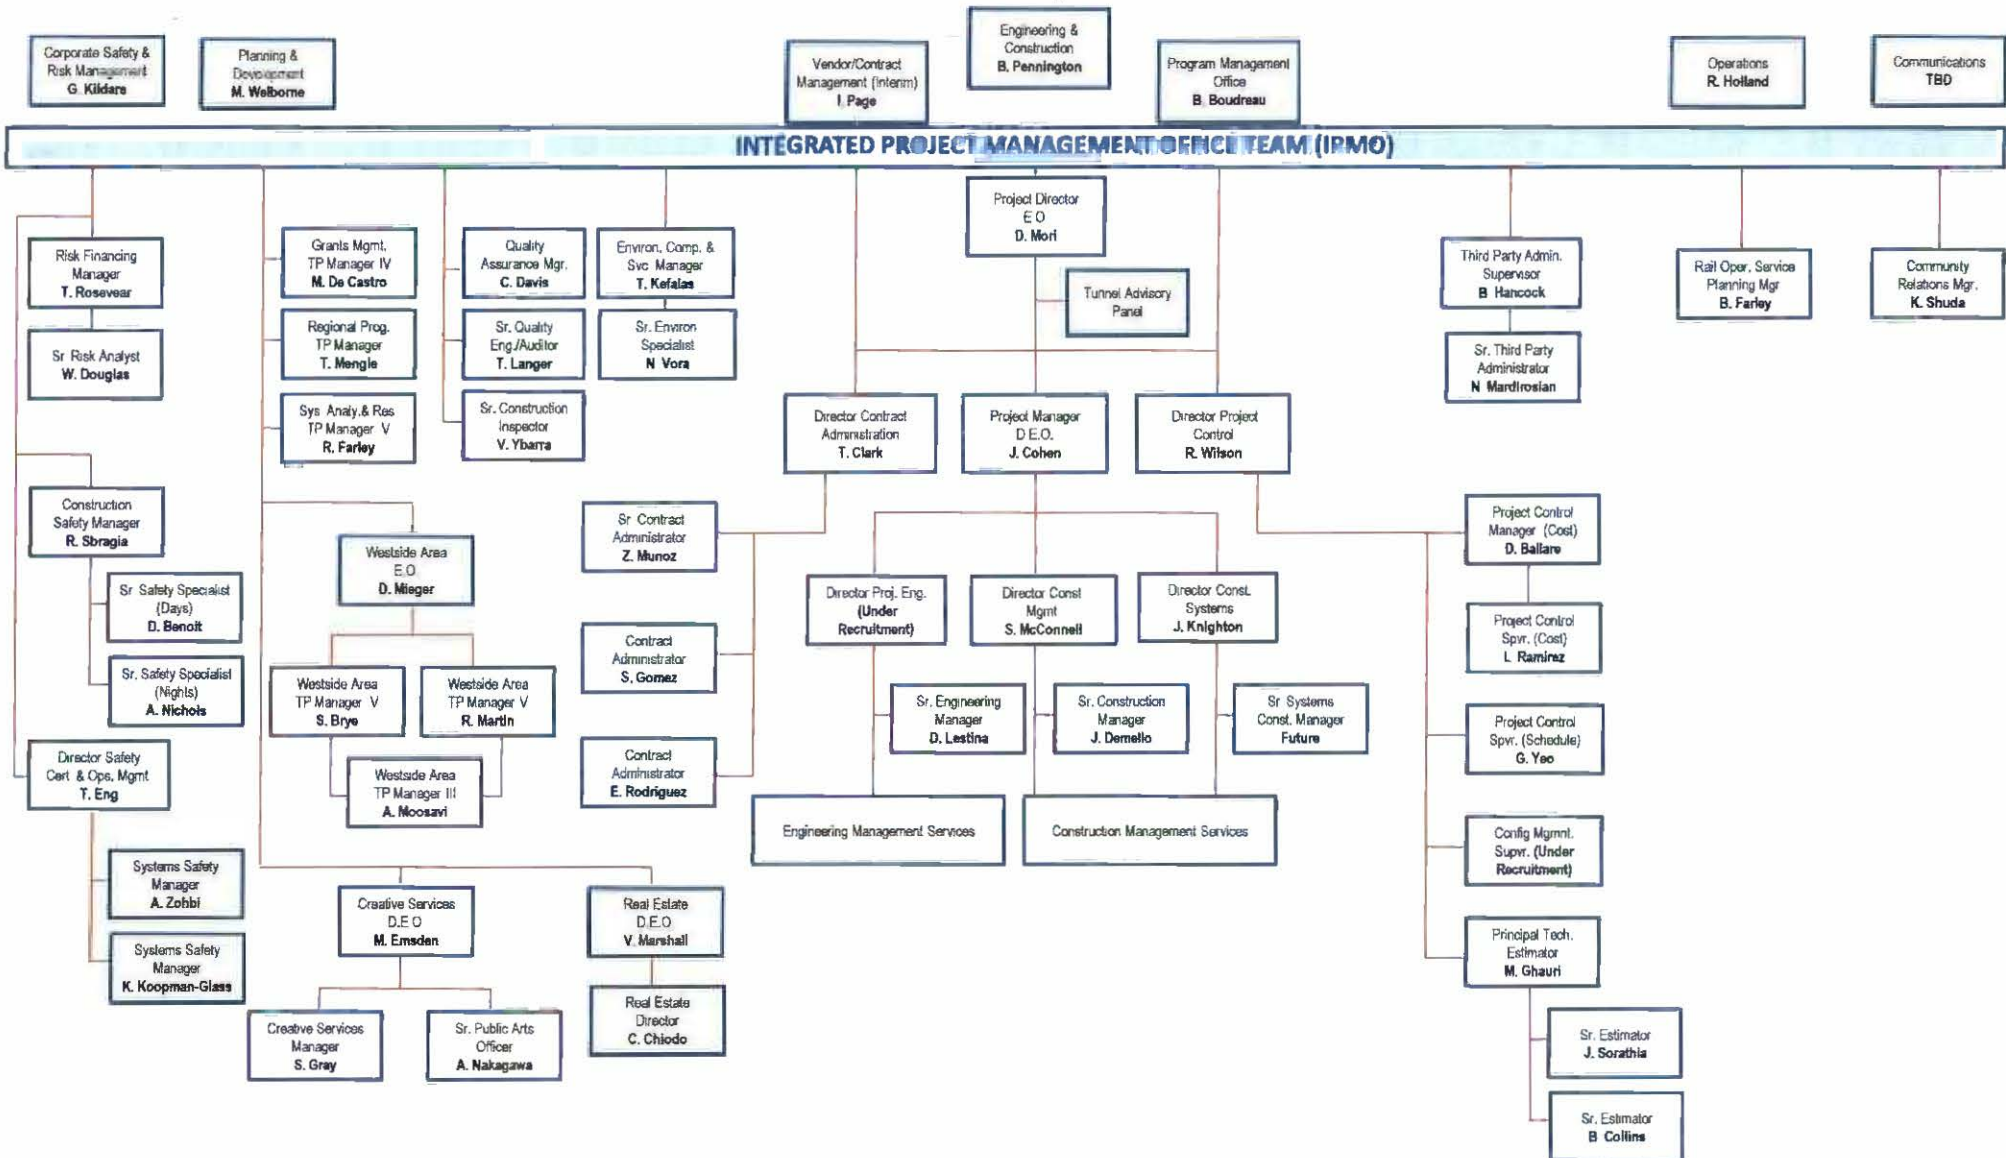 Corporate Safety &
Risk Management
G. Kildare
Planning &
Development
M. Welborne
Vendor/Contract
Management (Interim)
I. Page
Engineering &
Construction
B. Pennington
Program Management
Office
B. Boudreau
Operations
R. Holland
Communications
TBD
INTEGRATED PROJECT MANAGEMENT OFFICE TEAM (IPMO)
Project Director
E O
D. Mori
Tunnel Advisory
Panel
Risk Financing
Manager
T. Rosevear
Sr Risk Analyst
W. Douglas
Construction
Safety Manager
R. Sbragia
Sr Safety Specialist
(Days)
D. Benoit
Sr. Safety Specialist
(Nights)
A. Nichols
Director Safety
Cert & Ops, Mgmt
T. Eng
Systems Safety
Manager
A. Zohbi
Systems Safety
Manager
K. Koopman-Glass
Grants Mgmt.
TP Manager IV
M. De Castro
Regional Prog.
TP Manager
T. Mengle
Sys Analy.& Res
TP Manager V
R. Farley
Quality
Assurance Mgr.
C. Davis
Sr. Quality
Eng./Auditor
T. Langer
Sr. Construction
Inspector
V. Ybarra
Environ, Comp. &
Svc Manager
T. Kefalas
Sr. Environ
Specialist
N Vora
Westside Area
E.O.
D. Mieger
Westside Area
TP Manager V
S. Brye
Westside Area
TP Manager V
R. Martin
Westside Area
TP Manager III
A. Moosavi
Creative Services
D.E O
M. Emsden
Creative Services
Manager
S. Gray
Sr. Public Arts
Officer
A. Nakagawa
Real Estate
D.E.O.
V. Marshall
Real Estate
Director
C. Chiodo
Director Contract
Administration
T. Clark
Project Manager
D E.O.
J. Cohen
Director Project
Control
R. Wilson
Sr Contract
Administrator
Z. Munoz
Contract
Administrator
S. Gomez
Contract
Administrator
E. Rodriguez
Director Proj. Eng.
(Under
Recruitment)
Director Const
Mgmt
S. McConnell
Director Const.
Systems
J. Knighton
Sr. Engineering
Manager
D. Lestina
Sr. Construction
Manager
J. Demello
Sr Systems
Const. Manager
Future
Engineering Management Services
Construction Management Services
Third Party Admin.
Supervisor
B Hancock
Sr. Third Party
Administrator
N Mardirosian
Rail Oper. Service
Planning Mgr
B. Farley
Community
Relations Mgr.
K. Shuda
Project Control
Manager (Cost)
D. Ballare
Project Control
Spvr. (Cost)
L Ramirez
Project Control
Spvr. (Schedule)
G. Yeo
Config Mgmnt.
Supvr. (Under
Recruitment)
Principal Tech.
Estimator
M. Ghauri
Sr. Estimator
J. Sorathia
Sr. Estimator
B Collins